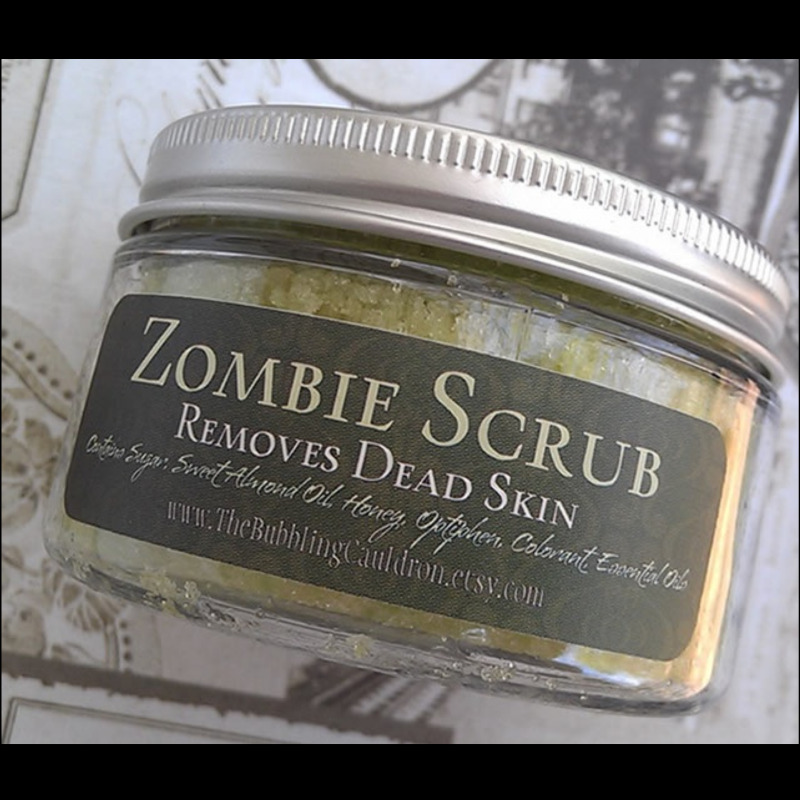 Zombie Scrub
Removes Dead Skin
Contains Sugar, Sweet Almond Oil, Honey, Optiphen, Colorant, Essential Oils
www.TheBubblingCauldron.etsy.com